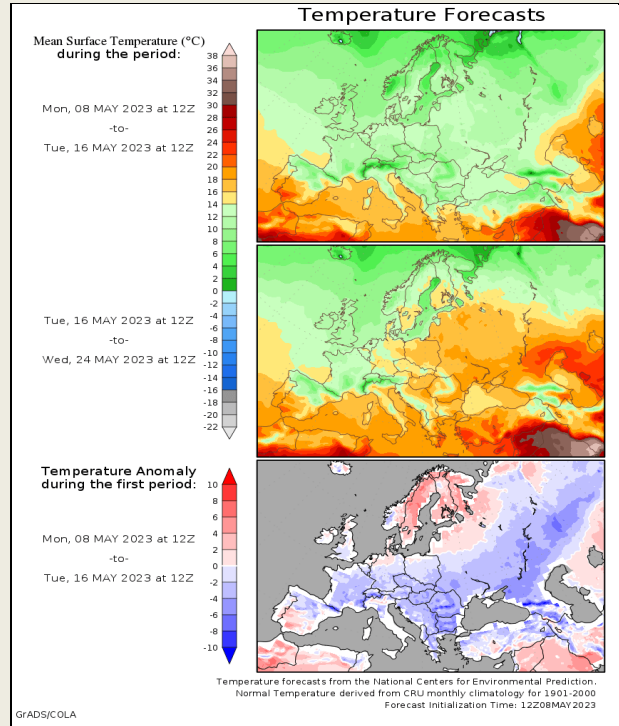 Temperature Forecasts
Mean Surface Temperature (°C)
during the period:
38
36
34
32
30
28
26
24
22
20
18
16
14
12
10
8
6
4
2
0
-2
-4
-6
-8
-10
-12
-14
-16
-18
-20
-22
Mon, 08 MAY 2023 at 12Z
-to-
Tue, 16 MAY 2023 at 12Z
Tue, 16 MAY 2023 at 12Z
-to-
Wed, 24 MAY 2023 at 12Z
Temperature Anomaly
during the first period:
10
8
6
4
2
0
-2
-4
-6
-8
-10
Mon, 08 MAY 2023 at 12Z
-to-
Tue, 16 MAY 2023 at 12Z
Temperature forecasts from the National Centers for Environmental Prediction.
Normal Temperature derived from CRU monthly climatology for 1901-2000
Forecast Initialization Time: 12Z08MAY2023
GrADS/COLA